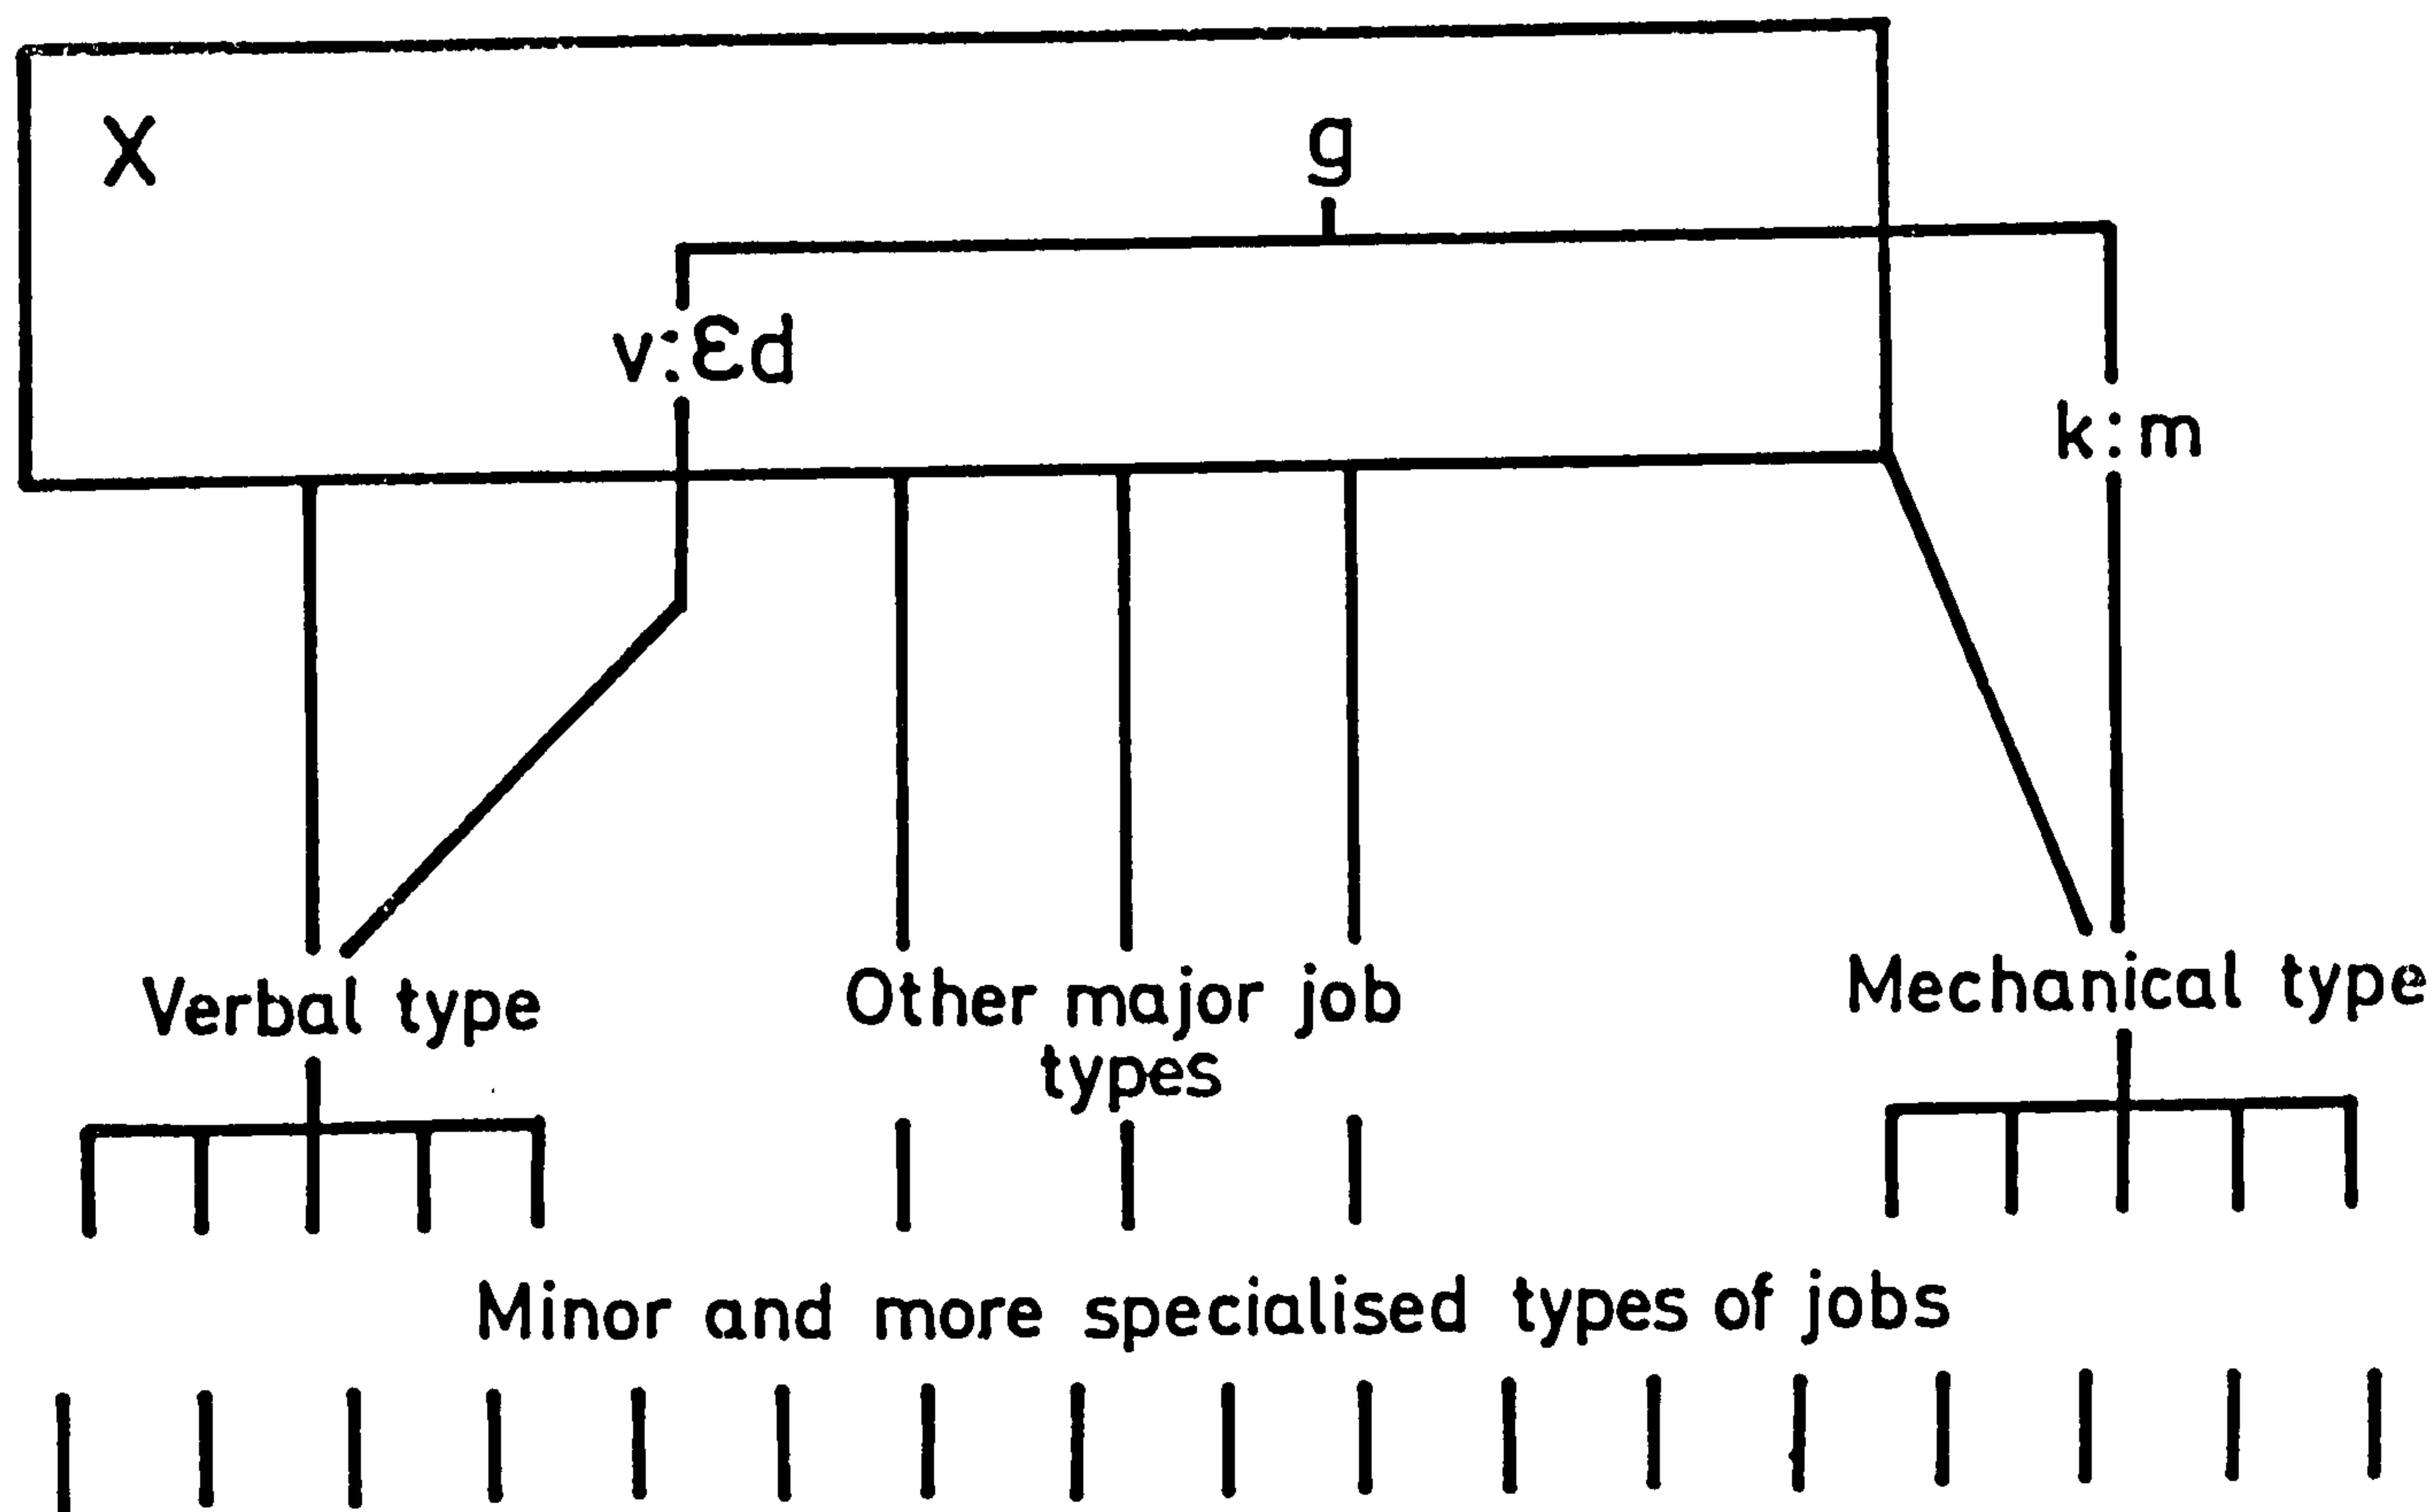 X
g
v:Ɛd
k:m
Verbal type
Other major job
types
Mechanical type
Minor and more specialised types of jobs